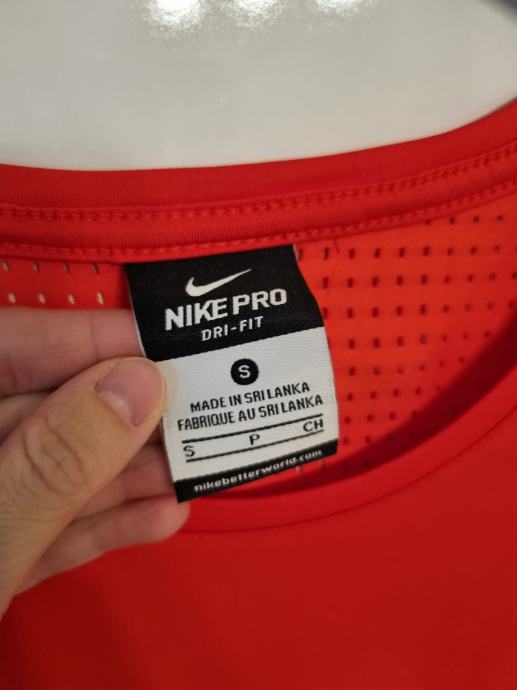 NIKE PRO
DRI-FIT
S
MADE IN SRI LANKA
FABRIQUE AU SRI LANKA
S P CH
nikebetterworld.com